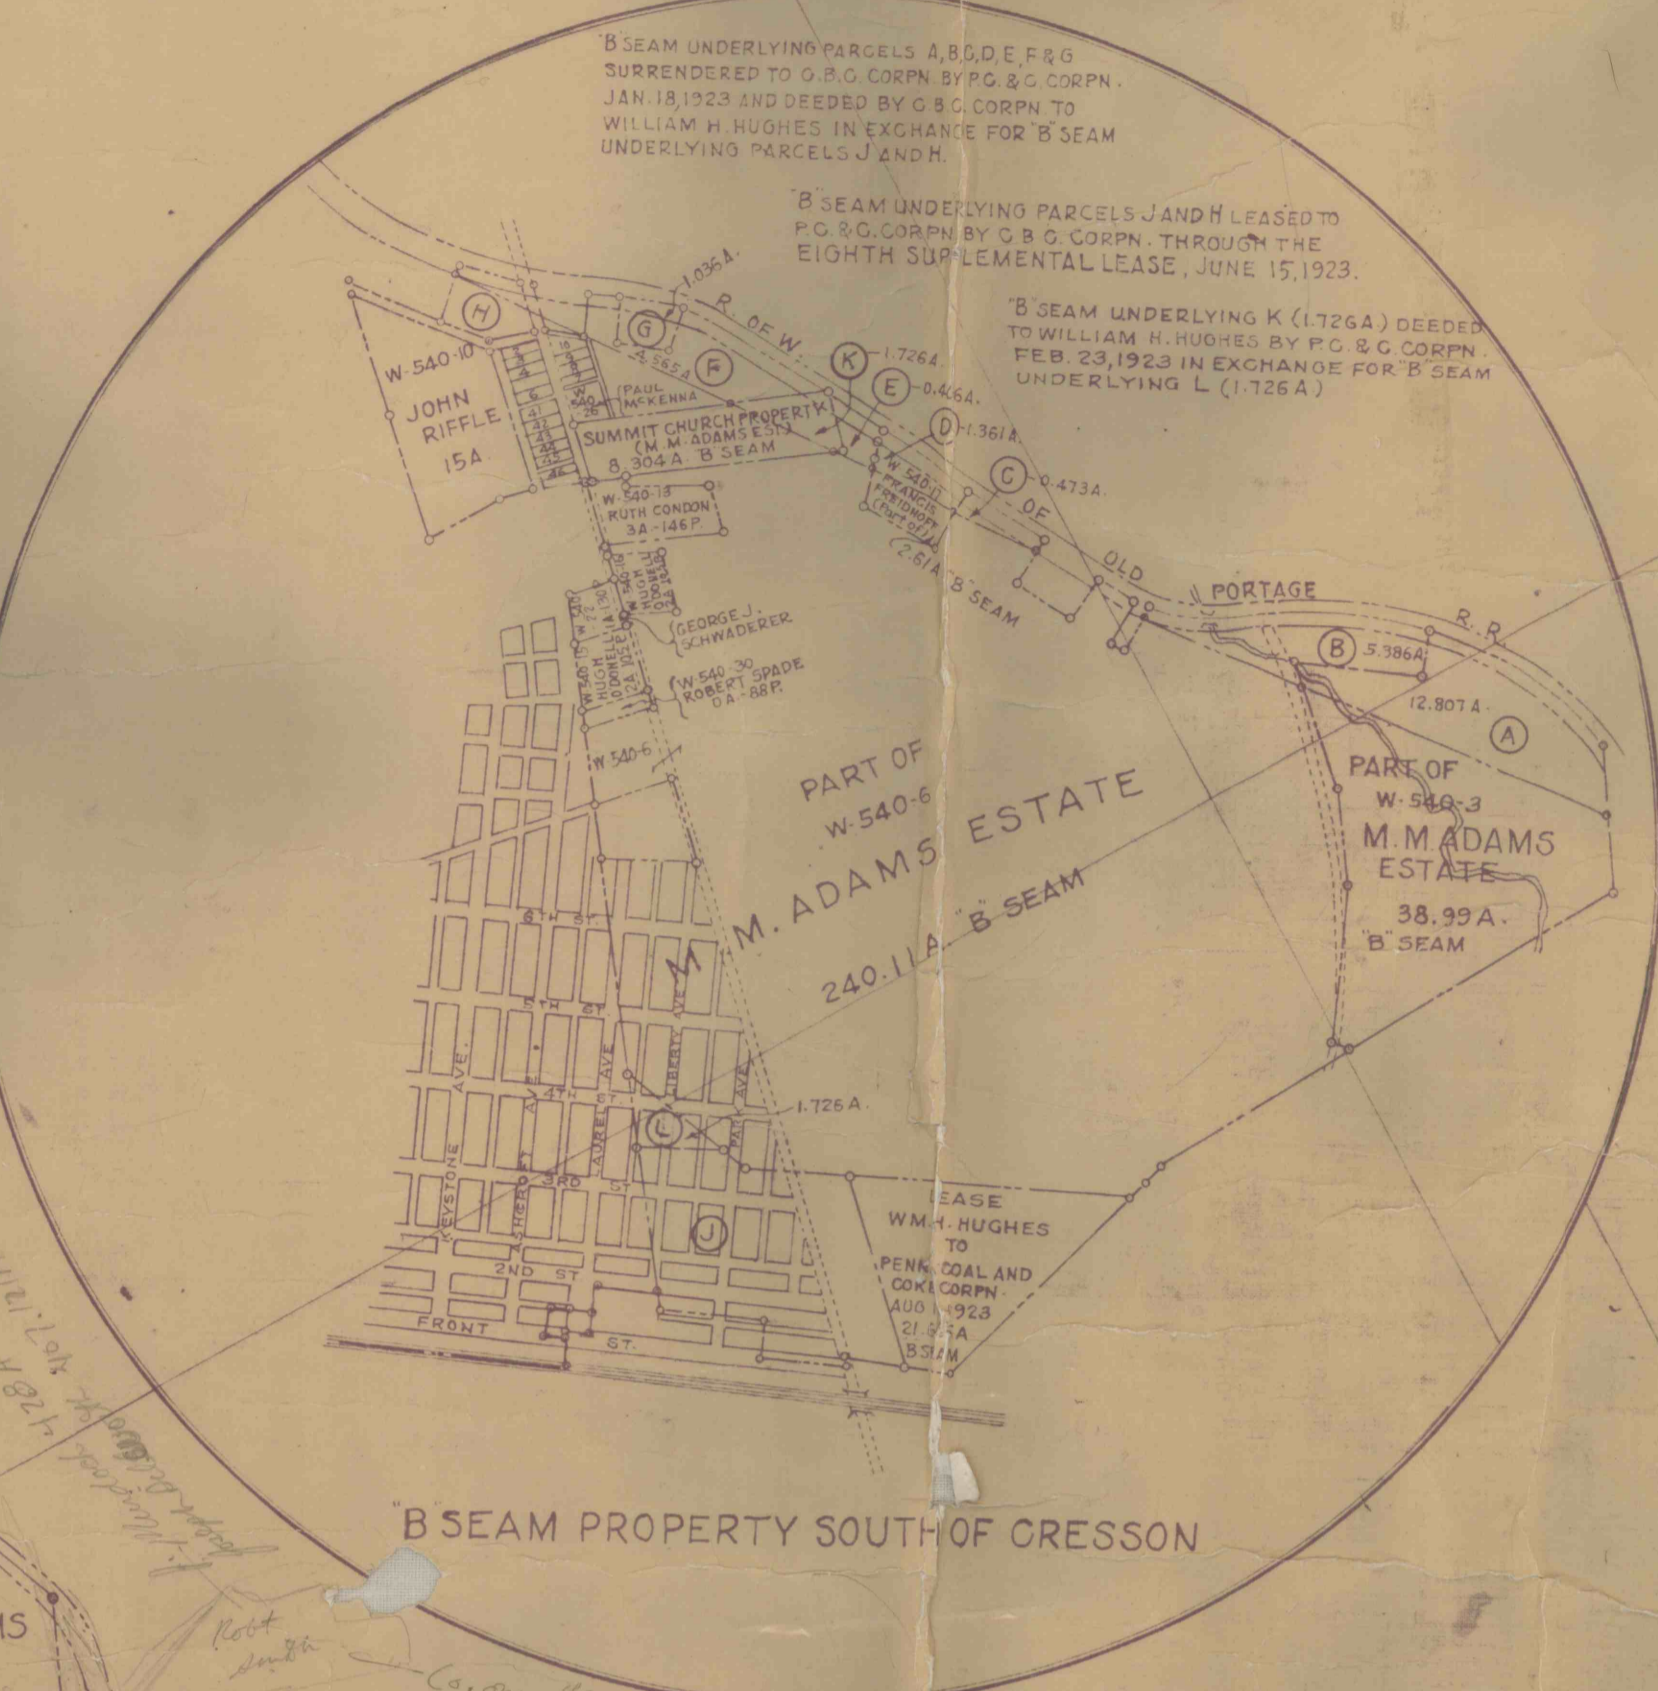 "B" SEAM UNDERLYING PARCELS A,B,C,D,E,F & G
SURRENDERED TO C.B.C. CORPN. BY P.C. & C. CORPN.
JAN. 18, 1923 AND DEEDED BY C.B.C. CORPN. TO
WILLIAM H. HUGHES IN EXCHANGE FOR "B" SEAM
UNDERLYING PARCELS J AND H.
"B" SEAM UNDERLYING PARCELS J AND H LEASED TO
P.C. & C. CORPN BY C.B.C. CORPN. THROUGH THE
EIGHTH SUPPLEMENTAL LEASE, JUNE 15, 1923.
"B" SEAM UNDERLYING K (1.726A.) DEEDED
TO WILLIAM H. HUGHES BY P.C. & C. CORPN.
FEB. 23, 1923 IN EXCHANGE FOR "B" SEAM
UNDERLYING L (1.726A)
1.036A.
R. OF W.
OF
OLD
PORTAGE
R. R.
H
G
4.565A
F
K
1.726A.
E
D
1.361A.
C
0.473A.
B
5.386A
12.807A.
A
W-540-10
JOHN
RIFFLE
15A.
PAUL
McKENNA
SUMMIT CHURCH PROPERTY
(M.M. ADAMS EST.)
8.304A. "B" SEAM
W-540-13
RUTH CONDON
3A-146P.
FRANCIS
FREIDHOFF
(Part of)
(2.61A "B" SEAM
HUGH
ODONELL
HUGH
ODONELL
GEORGE J.
SCHWADERER
W-540-30
ROBERT SPADE
0A-88P.
W-540-6
PART OF
W-540-6
M. M. ADAMS ESTATE
240.11A. "B" SEAM
PART OF
W-540-3
M. M. ADAMS
ESTATE
38.99A.
"B" SEAM
6TH ST.
5TH ST.
4TH ST.
3RD ST.
2ND ST
FRONT ST.
KEYSTONE AVE.
ASHCROFT AVE
LAUREL AVE
LIBERTY AVE
PARK AVE
L
1.726A.
J
LEASE
WM. H. HUGHES
TO
PENN COAL AND
COKE CORPN.
AUG 1923
B SEAM
"B" SEAM PROPERTY SOUTH OF CRESSON
Robt